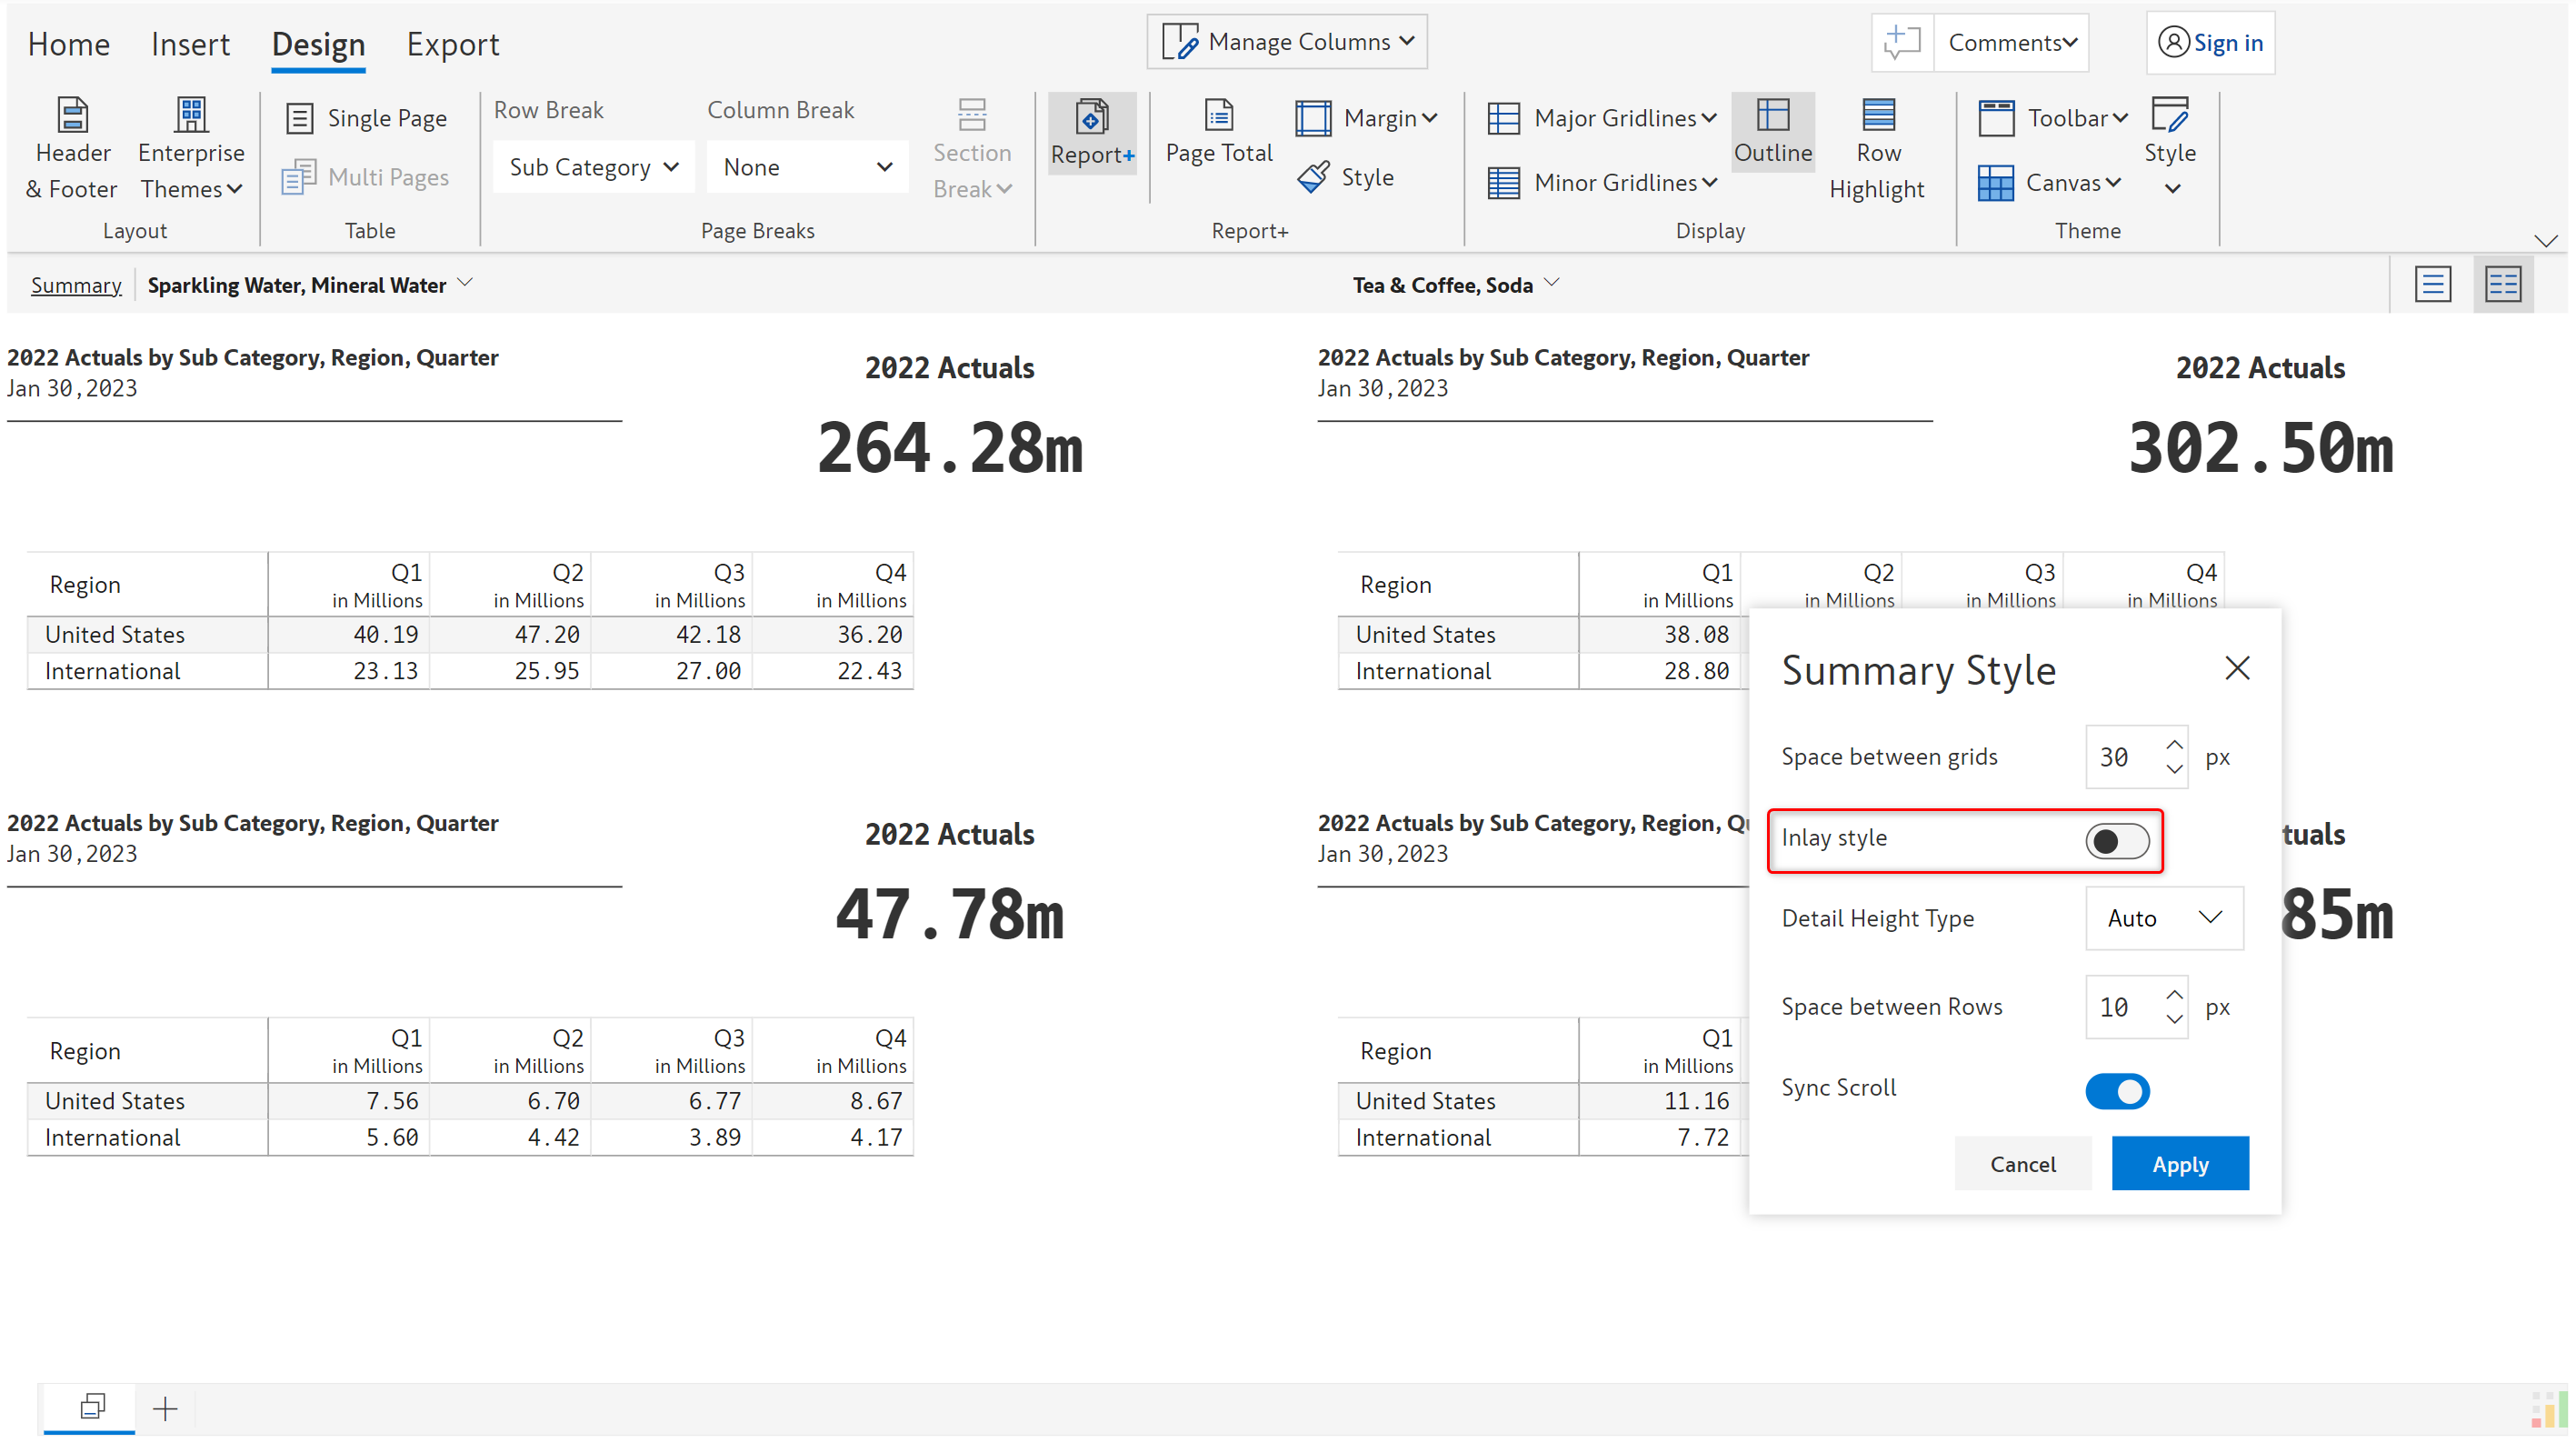 Home Insert Design Export Manage Columns Comments Sign in
Header & Footer
Enterprise Themes
Layout
Single Page
Multi Pages
Table
Row Break
Sub Category
Column Break
None
Section Break
Page Breaks
Report+
Page Total
Margin
Style
Report+
Major Gridlines
Minor Gridlines
Outline
Row Highlight
Display
Toolbar
Canvas
Style
Theme
Summary Sparkling Water, Mineral Water Tea & Coffee, Soda
2022 Actuals by Sub Category, Region, Quarter
Jan 30,2023
2022 Actuals
264.28m
Region Q1 in Millions Q2 in Millions Q3 in Millions Q4 in Millions
United States 40.19 47.20 42.18 36.20
International 23.13 25.95 27.00 22.43
2022 Actuals by Sub Category, Region, Quarter
Jan 30,2023
2022 Actuals
302.50m
Region Q1 in Millions Q2 in Millions Q3 in Millions Q4 in Millions
United States 38.08
International 28.80
2022 Actuals by Sub Category, Region, Quarter
Jan 30,2023
2022 Actuals
47.78m
Region Q1 in Millions Q2 in Millions Q3 in Millions Q4 in Millions
United States 7.56 6.70 6.77 8.67
International 5.60 4.42 3.89 4.17
2022 Actuals by Sub Category, Region,
Jan 30,2023
85m
Region Q1 in Millions
United States 11.16
International 7.72
Summary Style
Space between grids 30 px
Inlay style
Detail Height Type Auto
Space between Rows 10 px
Sync Scroll
Cancel Apply